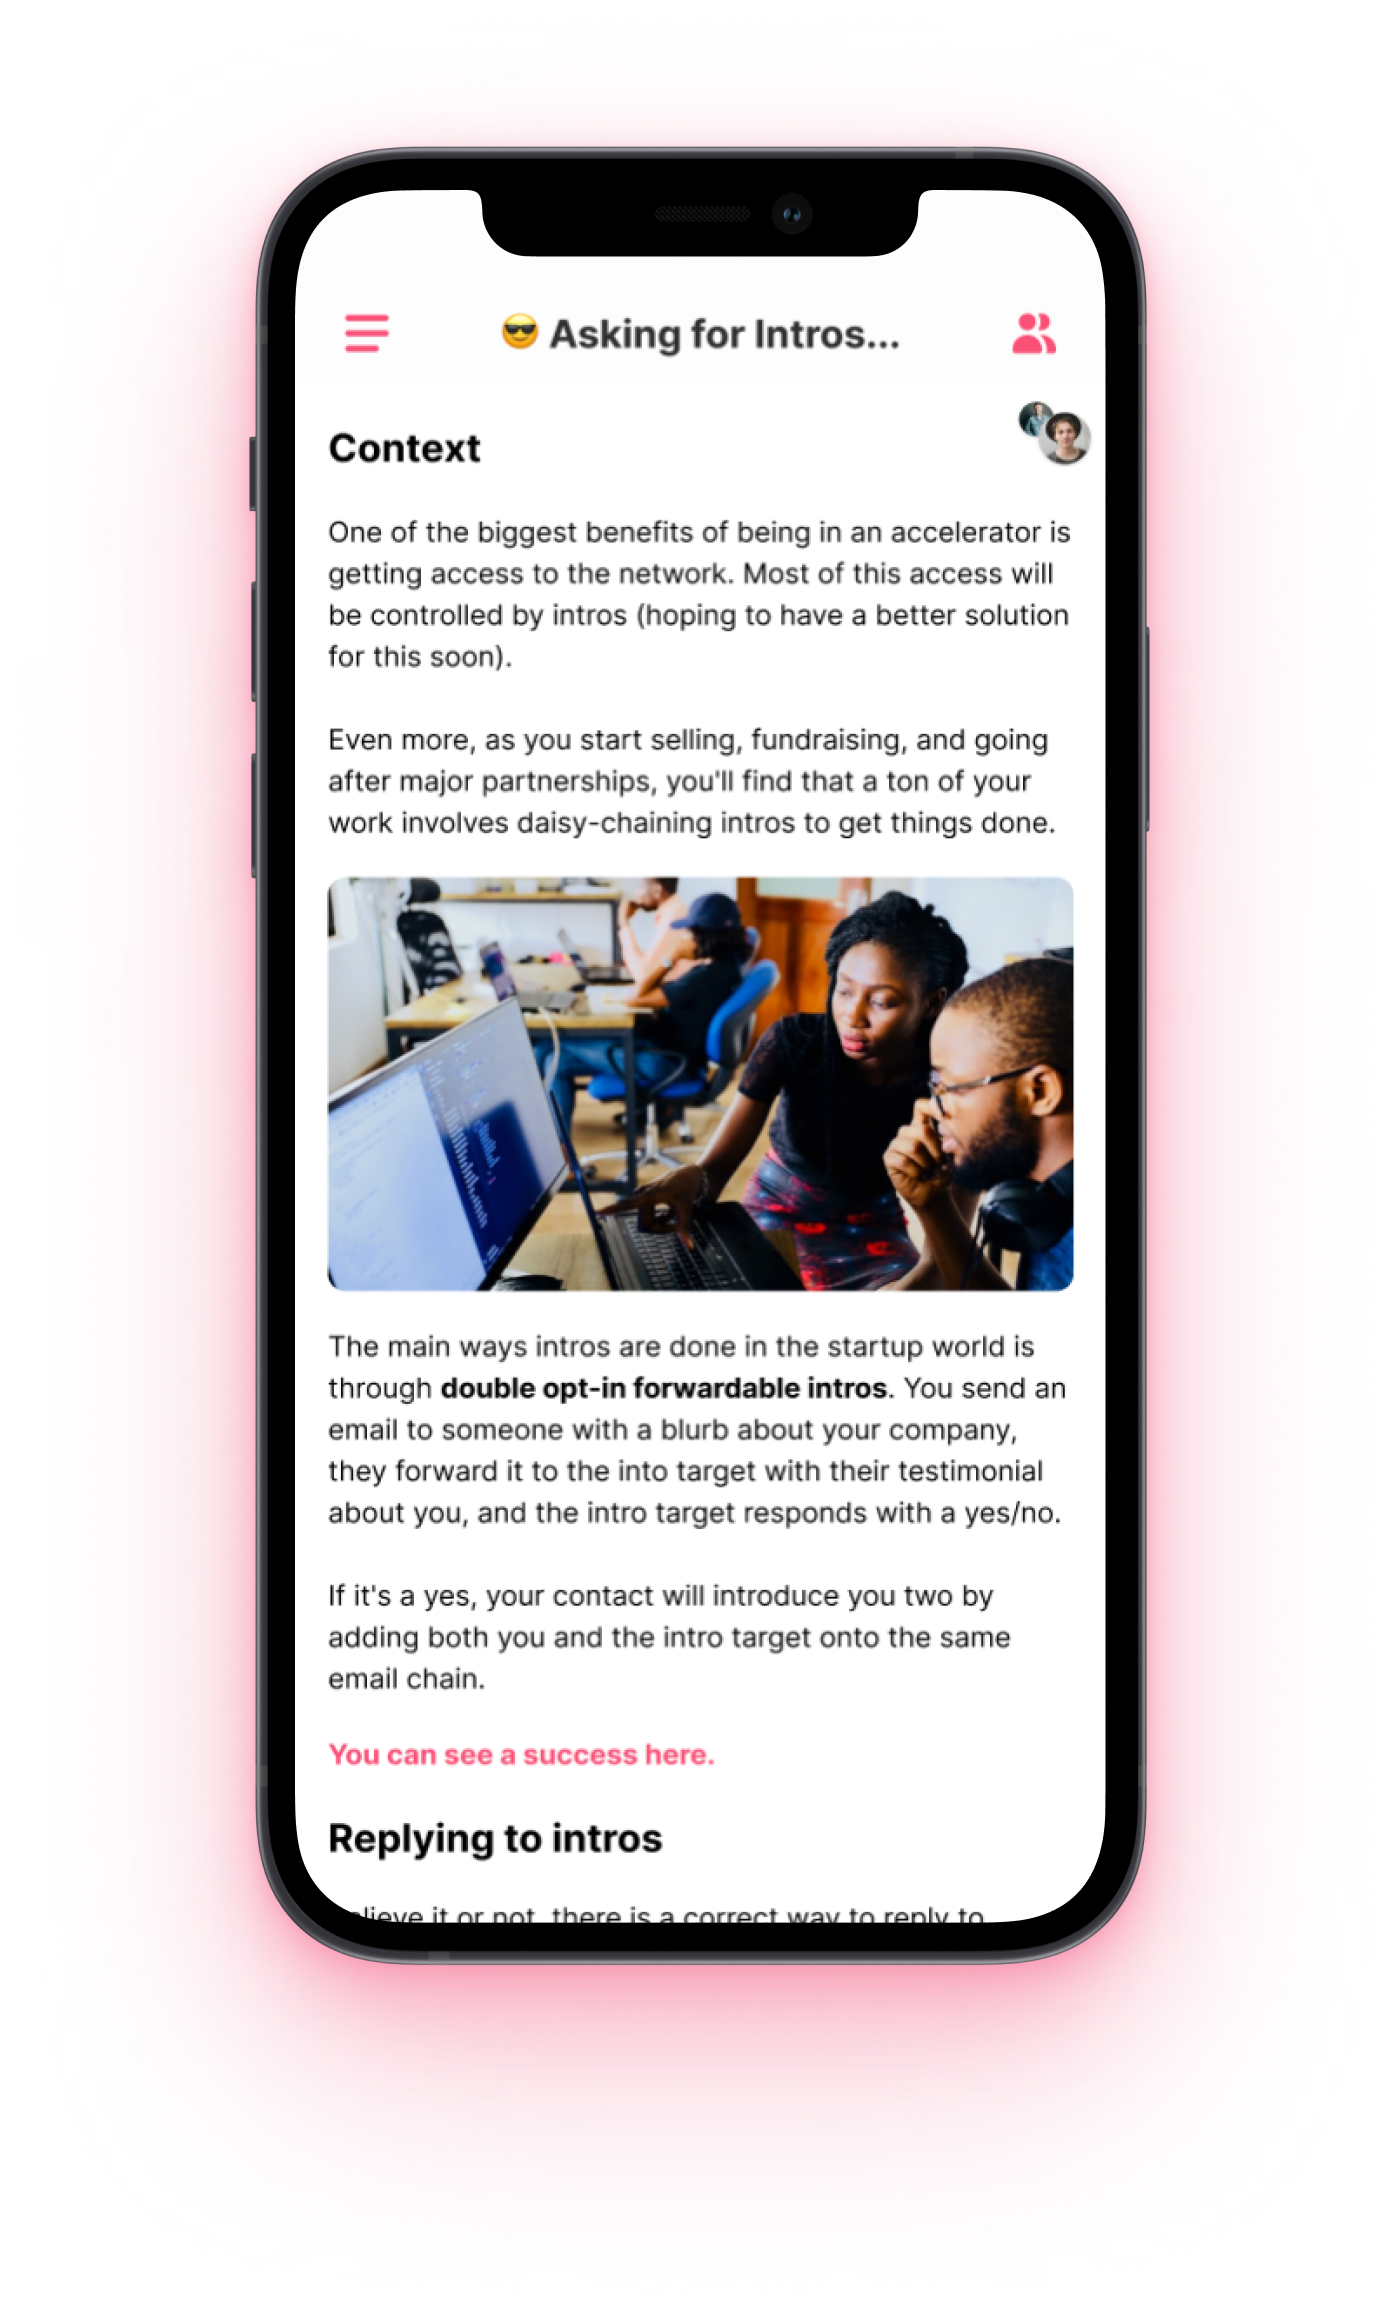 😎 Asking for Intros...
Context
One of the biggest benefits of being in an accelerator is
getting access to the network. Most of this access will
be controlled by intros (hoping to have a better solution
for this soon).
Even more, as you start selling, fundraising, and going
after major partnerships, you'll find that a ton of your
work involves daisy-chaining intros to get things done.
The main ways intros are done in the startup world is
through double opt-in forwardable intros. You send an
email to someone with a blurb about your company,
they forward it to the into target with their testimonial
about you, and the intro target responds with a yes/no.
If it's a yes, your contact will introduce you two by
adding both you and the intro target onto the same
email chain.
You can see a success here.
Replying to intros
it or not, there is a correct way to reply to